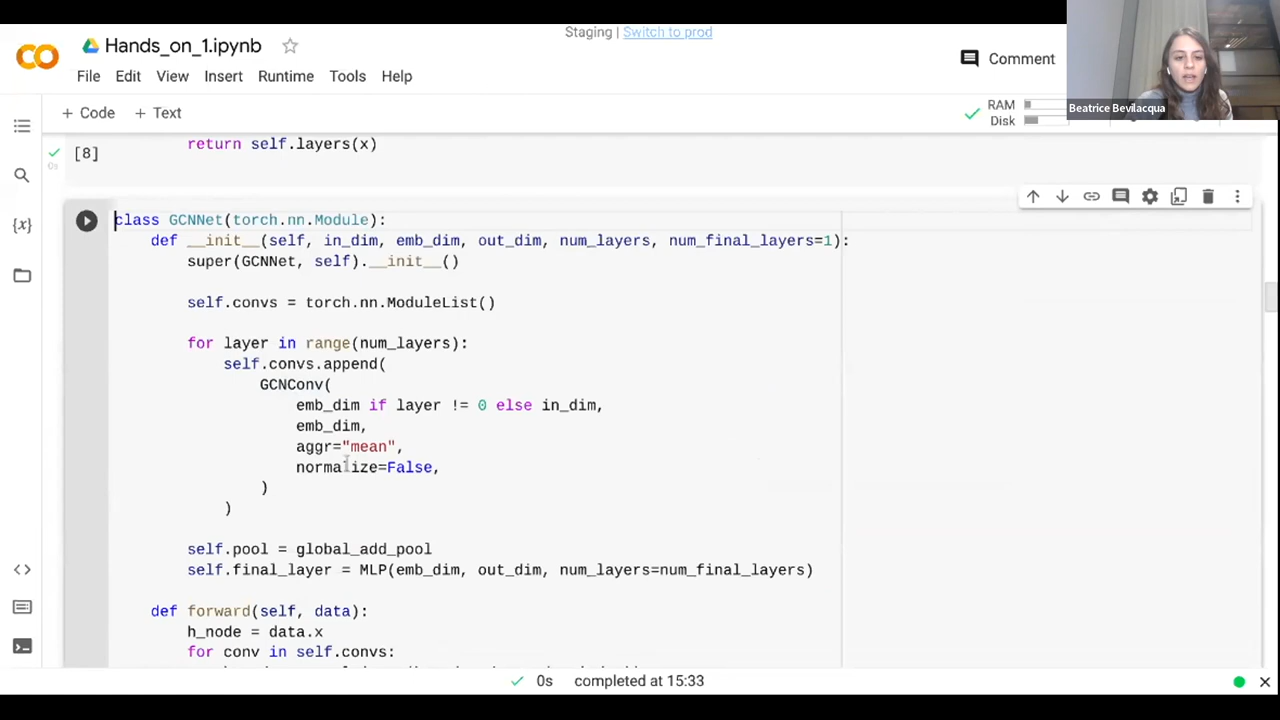 Staging | Switch to prod
Hands_on_1.ipynb
File Edit View Insert Runtime Tools Help
Comment
Beatrice Bevilacqua
+ Code + Text
RAM
Disk
[8]
0s
return self.layers(x)
class GCNNet(torch.nn.Module):
def __init__(self, in_dim, emb_dim, out_dim, num_layers, num_final_layers=1):
super(GCNNet, self).__init__()
self.convs = torch.nn.ModuleList()
for layer in range(num_layers):
self.convs.append(
GCNConv(
emb_dim if layer != 0 else in_dim,
emb_dim,
aggr="mean",
normalize=False,
)
)
self.pool = global_add_pool
self.final_layer = MLP(emb_dim, out_dim, num_layers=num_final_layers)
def forward(self, data):
h_node = data.x
for conv in self.convs:
0s completed at 15:33